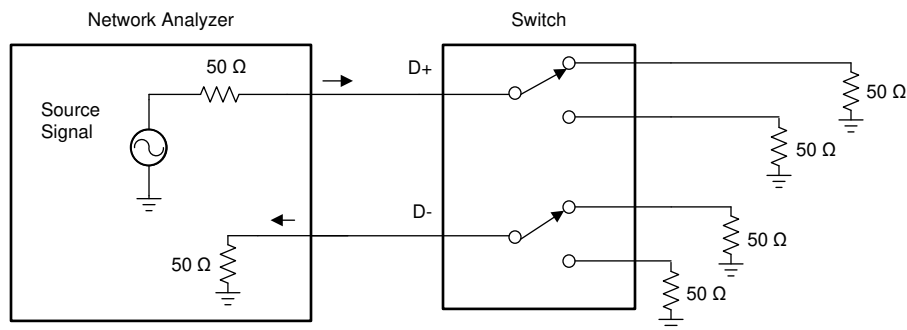 Network Analyzer
Switch
50 Ω
D+
Source
Signal
50 Ω
50 Ω
D-
50 Ω
50 Ω
50 Ω